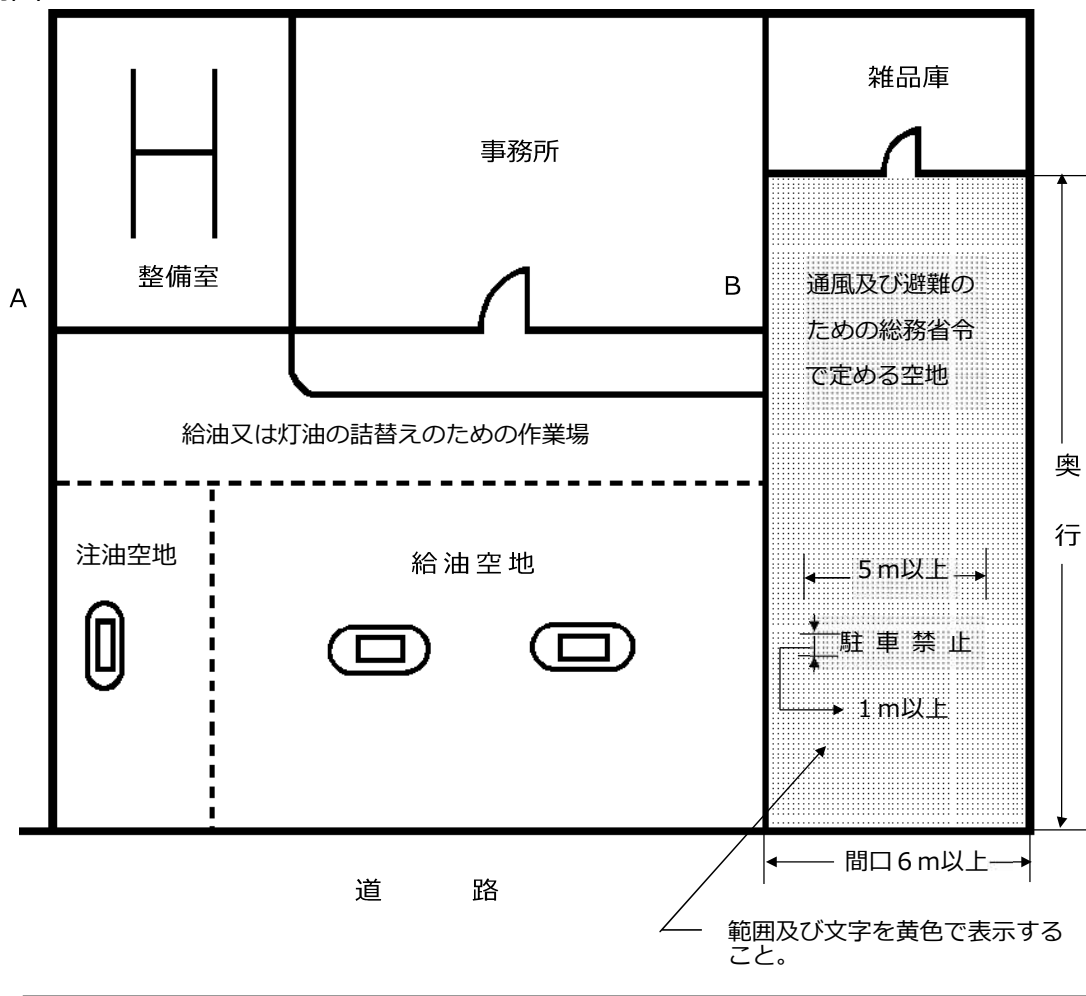 雑品庫
事務所
整備室
A
B
通風及び避難の
ための総務省令
で定める空地
給油又は灯油の詰替えのための作業場
奥
行
注油空地
給油空地
5m以上
駐車禁止
1m以上
間口6m以上
道 路
範囲及び文字を黄色で表示する
こと。